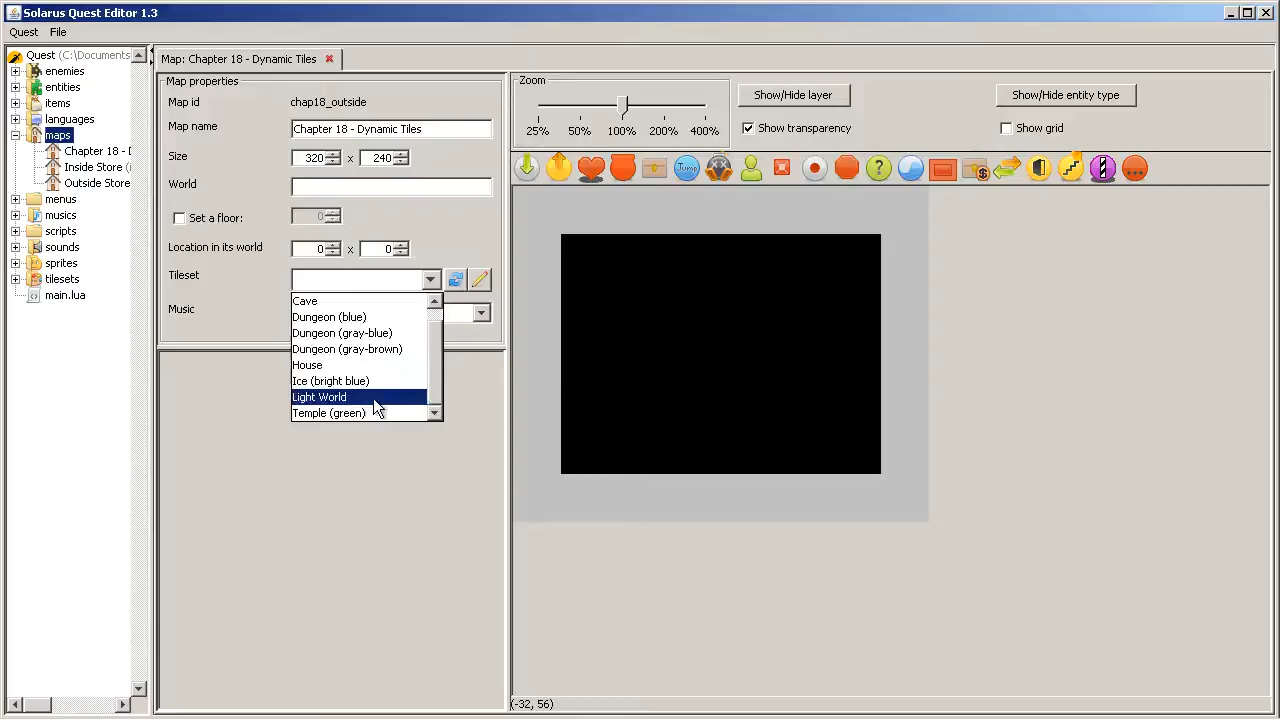 Solarus Quest Editor 1.3
Quest File
Quest (C:\Documents
enemies
entities
items
languages
maps
Chapter 18 - 
Inside Store (
Outside Store
menus
musics
scripts
sounds
sprites
tilesets
main.lua
Map: Chapter 18 - Dynamic Tiles
Map properties
Map id chap18_outside
Map name Chapter 18 - Dynamic Tiles
Size 320 x 240
World
Set a floor: 0
Location in its world 0 x 0
Tileset
Cave
Dungeon (blue)
Dungeon (gray-blue)
Dungeon (gray-brown)
House
Ice (bright blue)
Light World
Temple (green)
Music
Zoom
25% 50% 100% 200% 400%
Show/Hide layer
Show transparency
Show/Hide entity type
Show grid
Jump
?
$
...
(-32, 56)